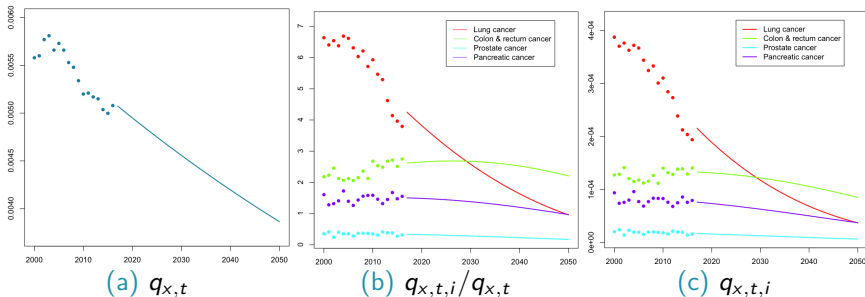 0.0060
0.0055
0.0050
0.0045
0.0040
2000 2010 2020 2030 2040 2050
(a) q_{x,t}
7
6
5
4
3
2
1
0
Lung cancer
Colon & rectum cancer
Prostate cancer
Pancreatic cancer
2000 2010 2020 2030 2040 2050
(b) q_{x,t,i}/q_{x,t}
4e-04
3e-04
2e-04
1e-04
0e+00
Lung cancer
Colon & rectum cancer
Prostate cancer
Pancreatic cancer
2000 2010 2020 2030 2040 2050
(c) q_{x,t,i}